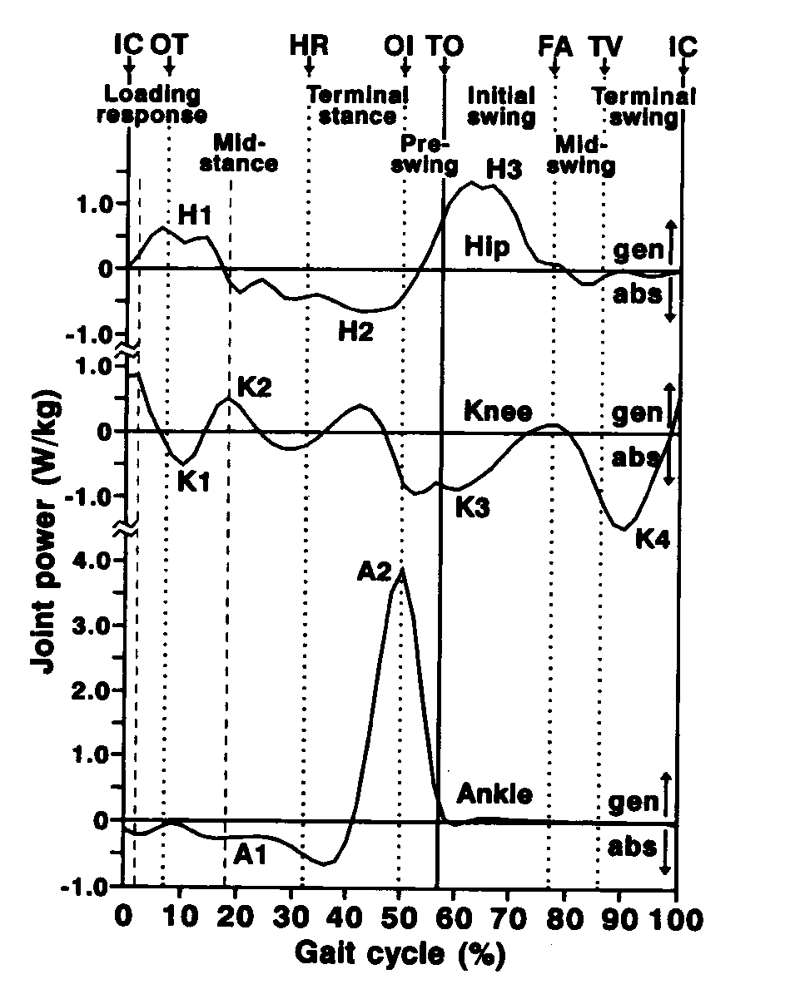 IC OT HR OI TO FA TV IC
Loading
response
Terminal
stance
Initial
swing
Terminal
swing
Mid-
stance
Pre-
swing
Mid-
swing
H1
H3
1.0
Hip
gen
0
abs
H2
-1.0
1.0
K2
Knee
gen
0
abs
K1
K3
-1.0
K4
Joint power (W/kg)
4.0
A2
3.0
2.0
1.0
Ankle
gen
0
abs
A1
-1.0
0 10 20 30 40 50 60 70 80 90 100
Gait cycle (%)